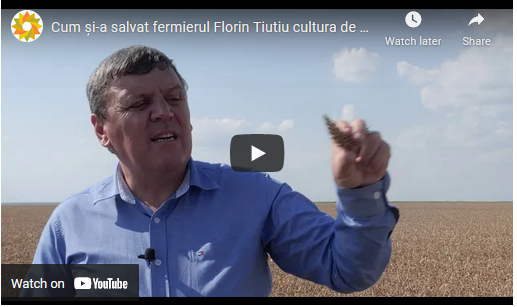 Cum și-a salvat fermierul Florin Tiutiu cultura de ...
Watch later
Share
Watch on YouTube